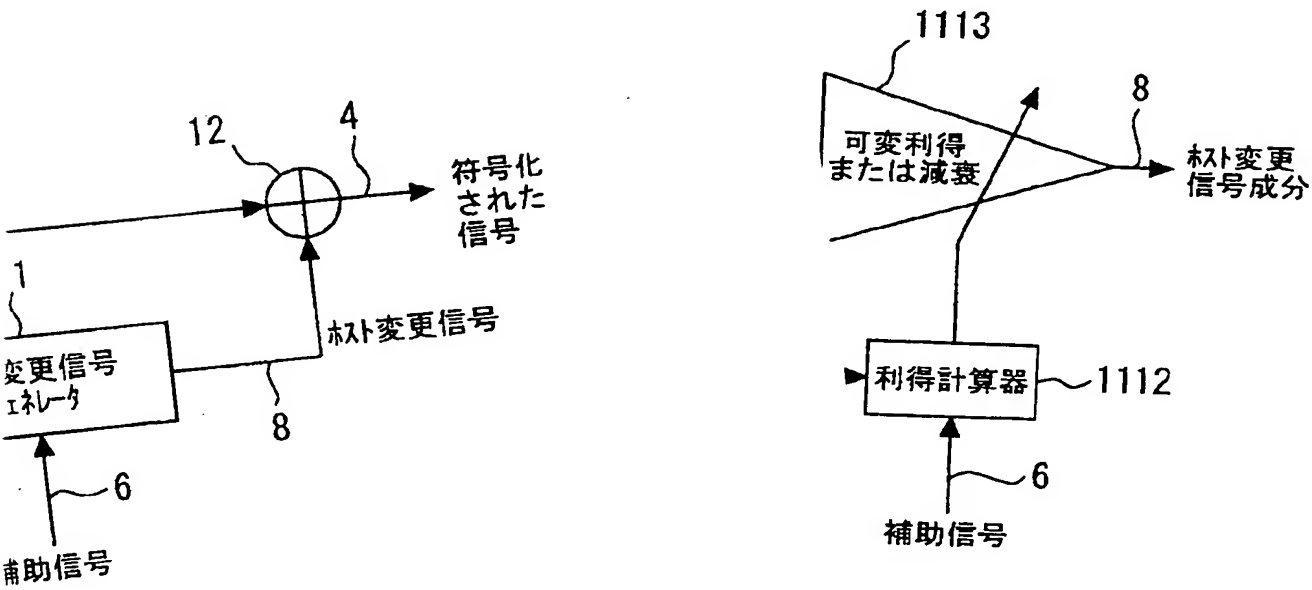 12
4
符号化
された
信号
1
変更信号
ェネレータ
ホスト変更信号
8
6
補助信号
1113
可変利得
または減衰
8
ホスト変更
信号成分
利得計算器
1112
6
補助信号